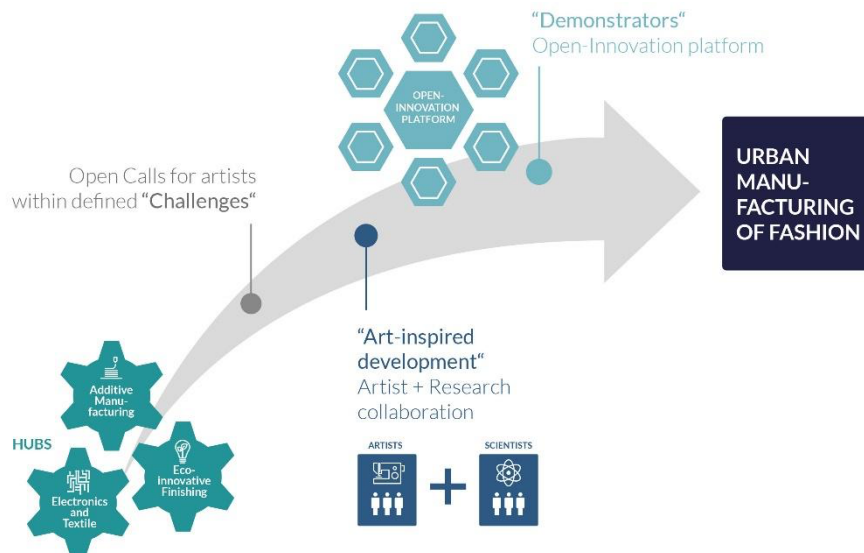 “Demonstrators“
Open-Innovation platform
OPEN-
INNOVATION
PLATFORM
URBAN
MANU-
FACTURING
OF FASHION
Open Calls for artists
within defined “Challenges“
“Art-inspired
development“
Artist + Research
collaboration
HUBS
Additive
Manu-
facturing
Eco-
innovative
Finishing
Electronics
and
Textile
ARTISTS
+
SCIENTISTS